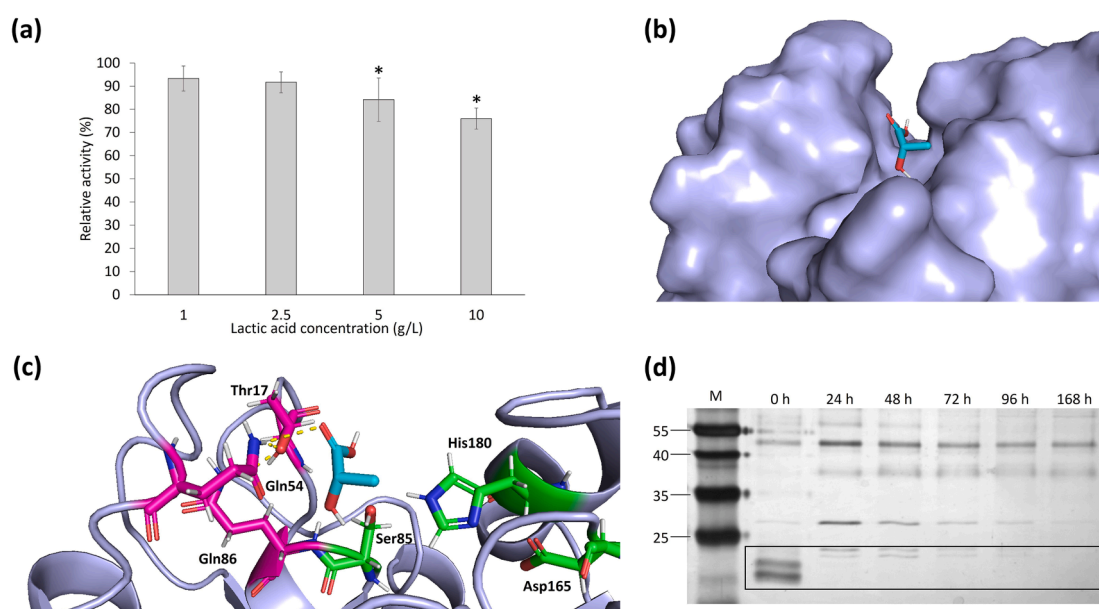 (a)
Relative activity (%)
100
90
80
70
60
50
40
30
20
10
0
* *
1 2.5 5 10
Lactic acid concentration (g/L)
(b)
(c)
Thr17
His180
Gln54
Ser85
Gln86
Asp165
(d)
M 0 h 24 h 48 h 72 h 96 h 168 h
55
40
35
25